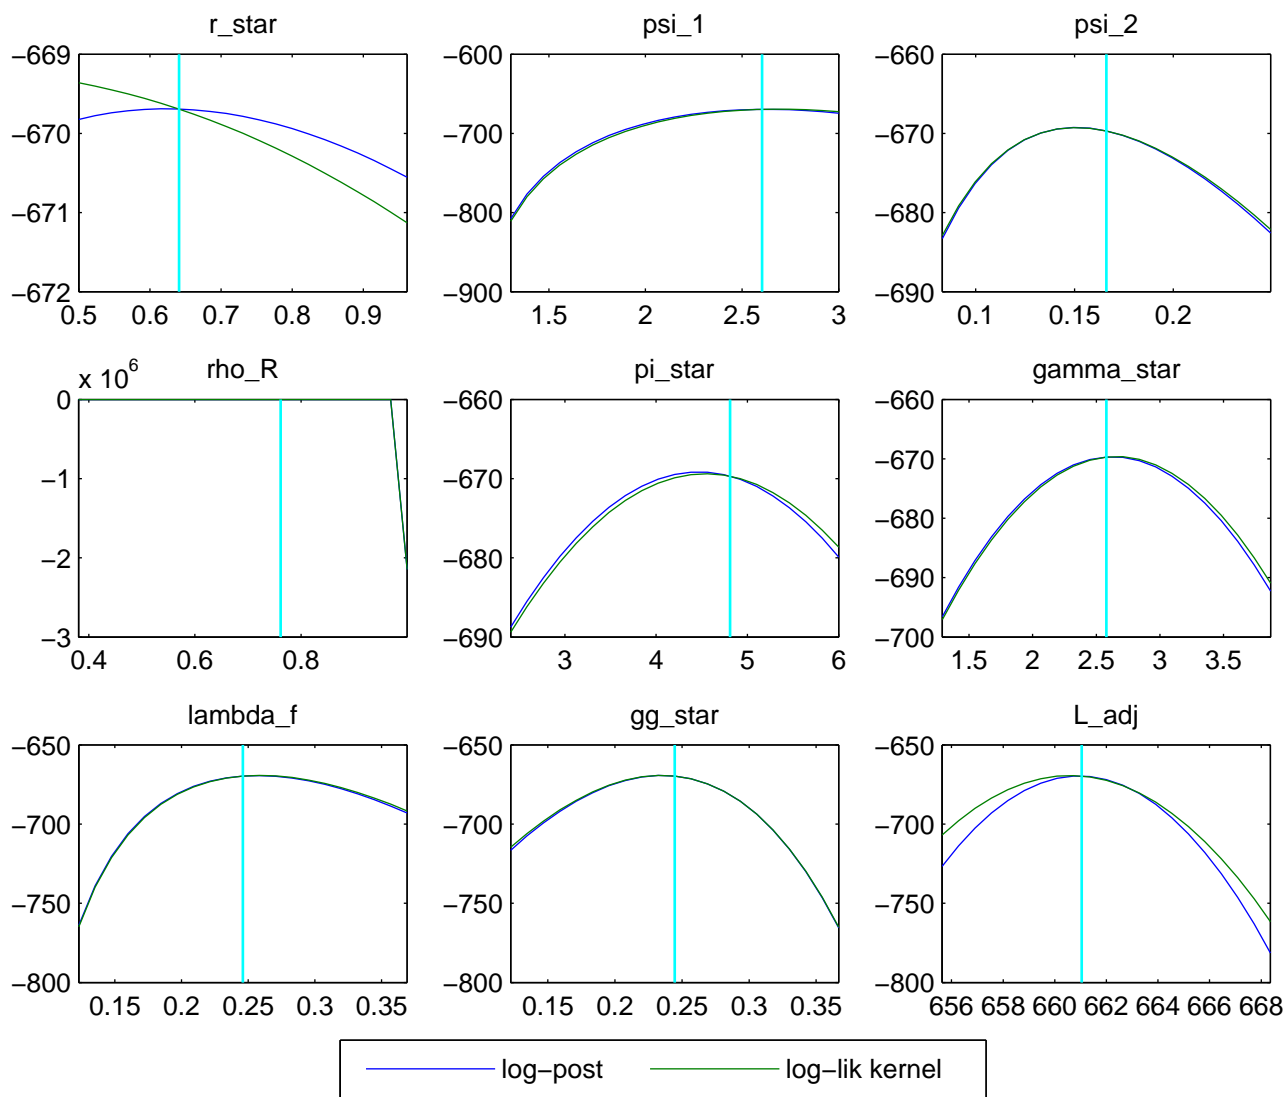 r_star
psi_1
psi_2
−669
−670
−671
−672
0.5 0.6 0.7 0.8 0.9
−600
−700
−800
−900
1.5 2 2.5 3
−660
−670
−680
−690
0.1 0.15 0.2
x 10^6
rho_R
pi_star
gamma_star
0
−1
−2
−3
0.4 0.6 0.8
−660
−670
−680
−690
3 4 5 6
−660
−670
−680
−690
−700
1.5 2 2.5 3 3.5
lambda_f
gg_star
L_adj
−650
−700
−750
−800
0.15 0.2 0.25 0.3 0.35
−650
−700
−750
−800
0.15 0.2 0.25 0.3 0.35
−650
−700
−750
−800
656 658 660 662 664 666 668
log−post
log−lik kernel